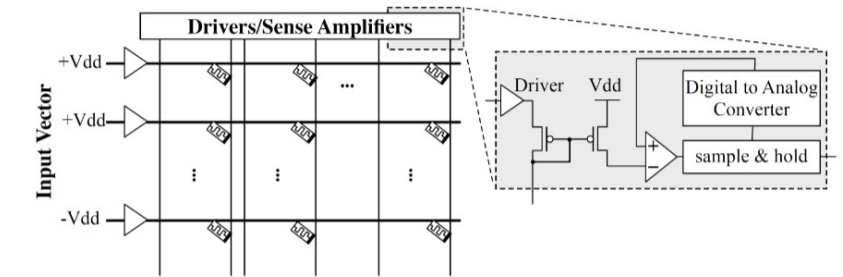 Drivers/Sense Amplifiers
Input Vector
+Vdd
+Vdd
-Vdd
...
Driver
Vdd
Digital to Analog
Converter
+
−
sample & hold